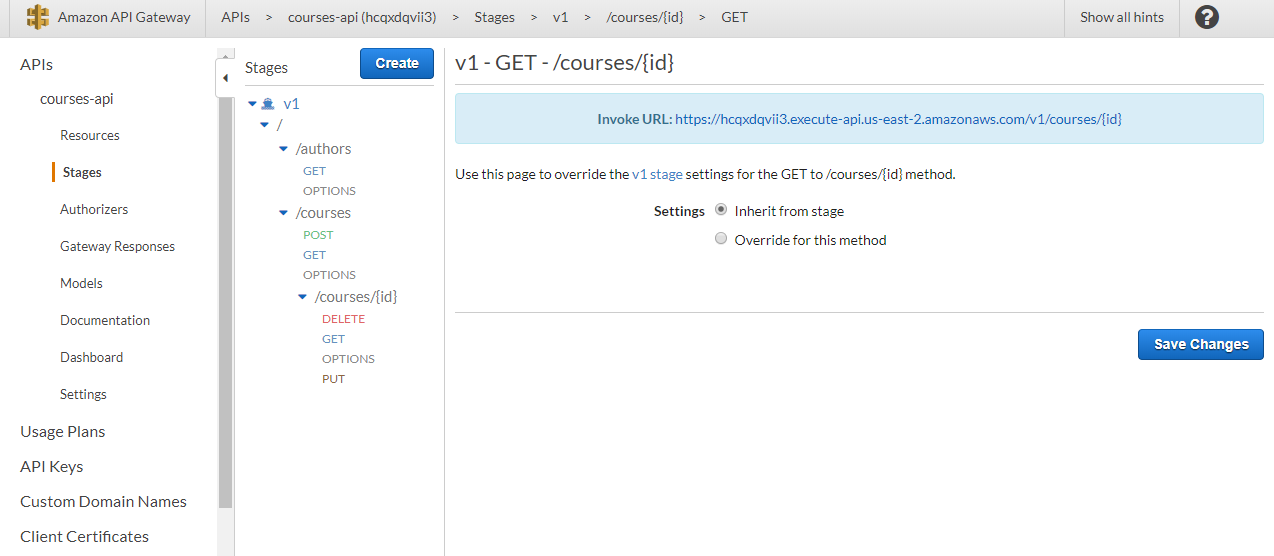 Amazon API Gateway APIs > courses-api (hcqxdqvii3) > Stages > v1 > /courses/{id} > GET Show all hints ?
APIs
courses-api
Resources
Stages
Authorizers
Gateway Responses
Models
Documentation
Dashboard
Settings
Usage Plans
API Keys
Custom Domain Names
Client Certificates
Stages Create
v1
/
/authors
GET
OPTIONS
/courses
POST
GET
OPTIONS
/courses/{id}
DELETE
GET
OPTIONS
PUT
v1 - GET - /courses/{id}
Invoke URL: https://hcqxdqvii3.execute-api.us-east-2.amazonaws.com/v1/courses/{id}
Use this page to override the v1 stage settings for the GET to /courses/{id} method.
Settings Inherit from stage
Override for this method
Save Changes